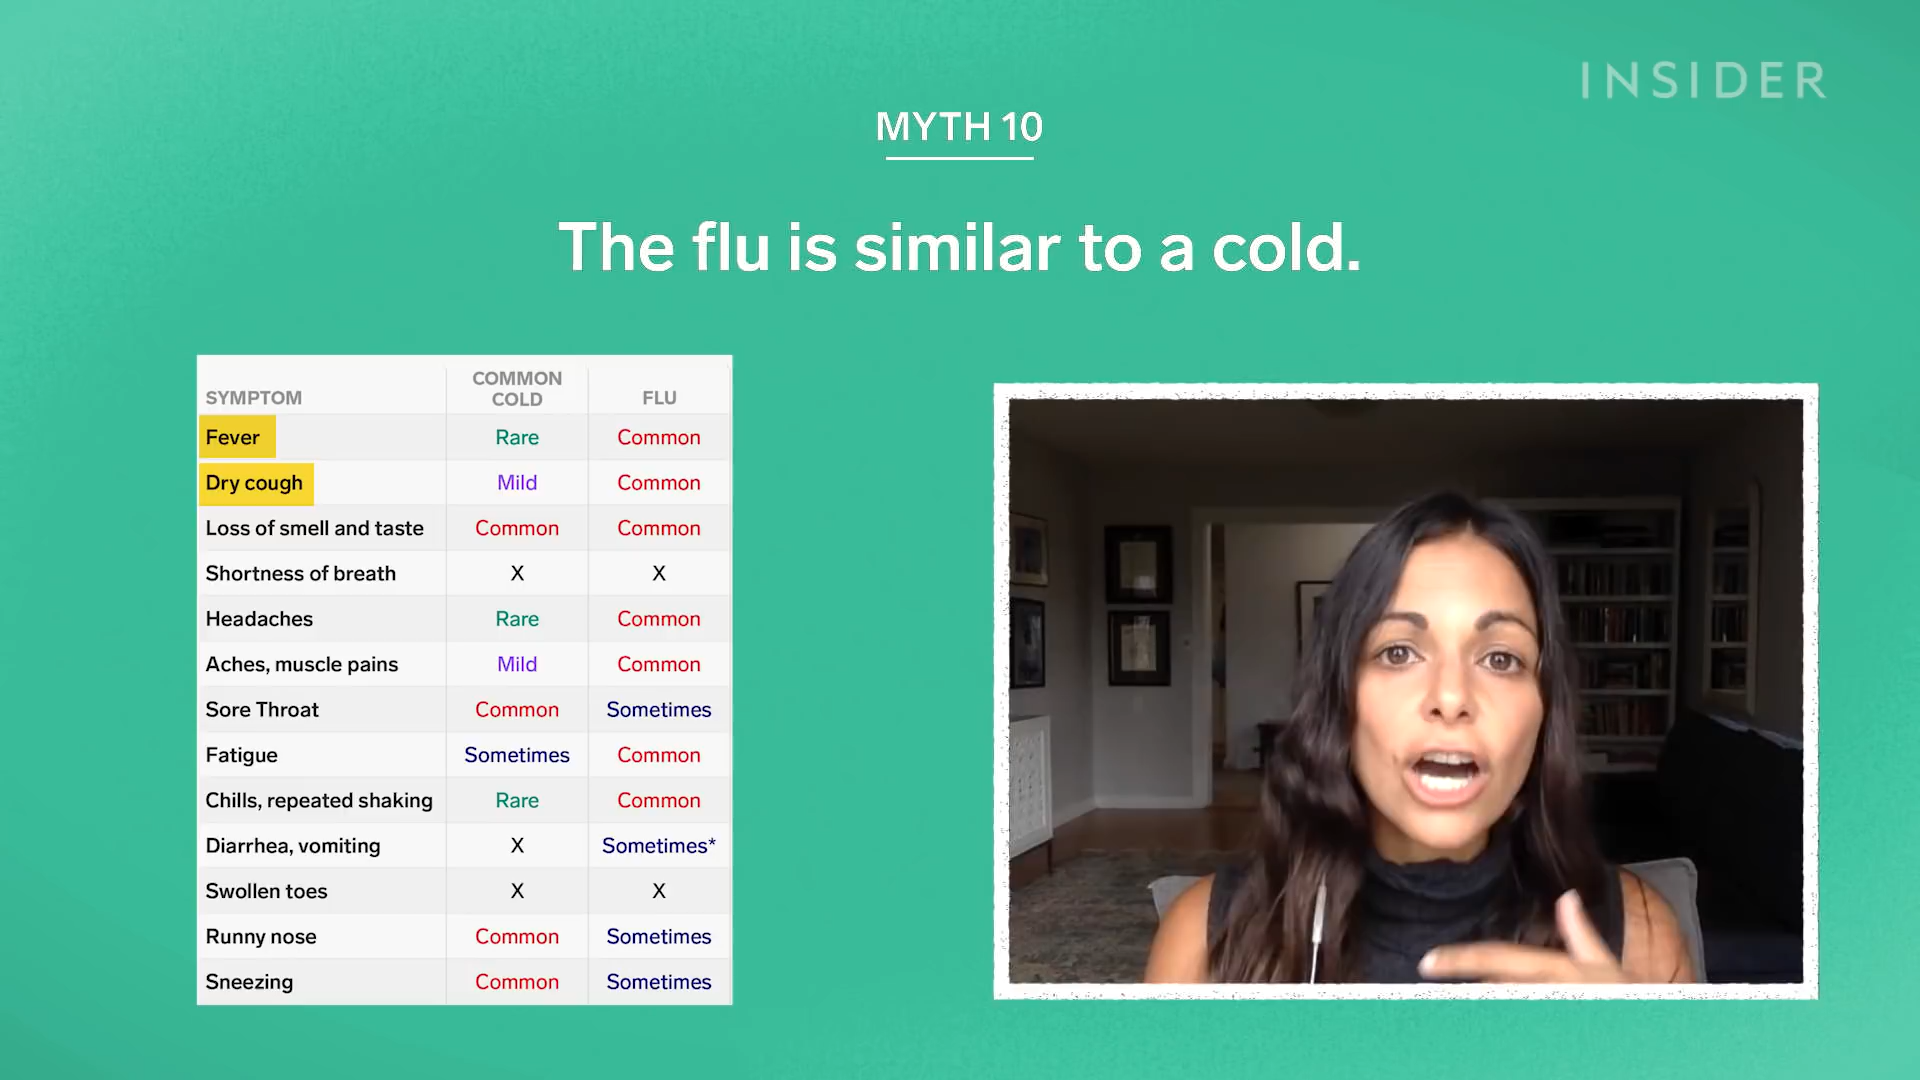 INSIDER
MYTH 10
The flu is similar to a cold.
SYMPTOM COMMON COLD FLU
Fever Rare Common
Dry cough Mild Common
Loss of smell and taste Common Common
Shortness of breath X X
Headaches Rare Common
Aches, muscle pains Mild Common
Sore Throat Common Sometimes
Fatigue Sometimes Common
Chills, repeated shaking Rare Common
Diarrhea, vomiting X Sometimes*
Swollen toes X X
Runny nose Common Sometimes
Sneezing Common Sometimes